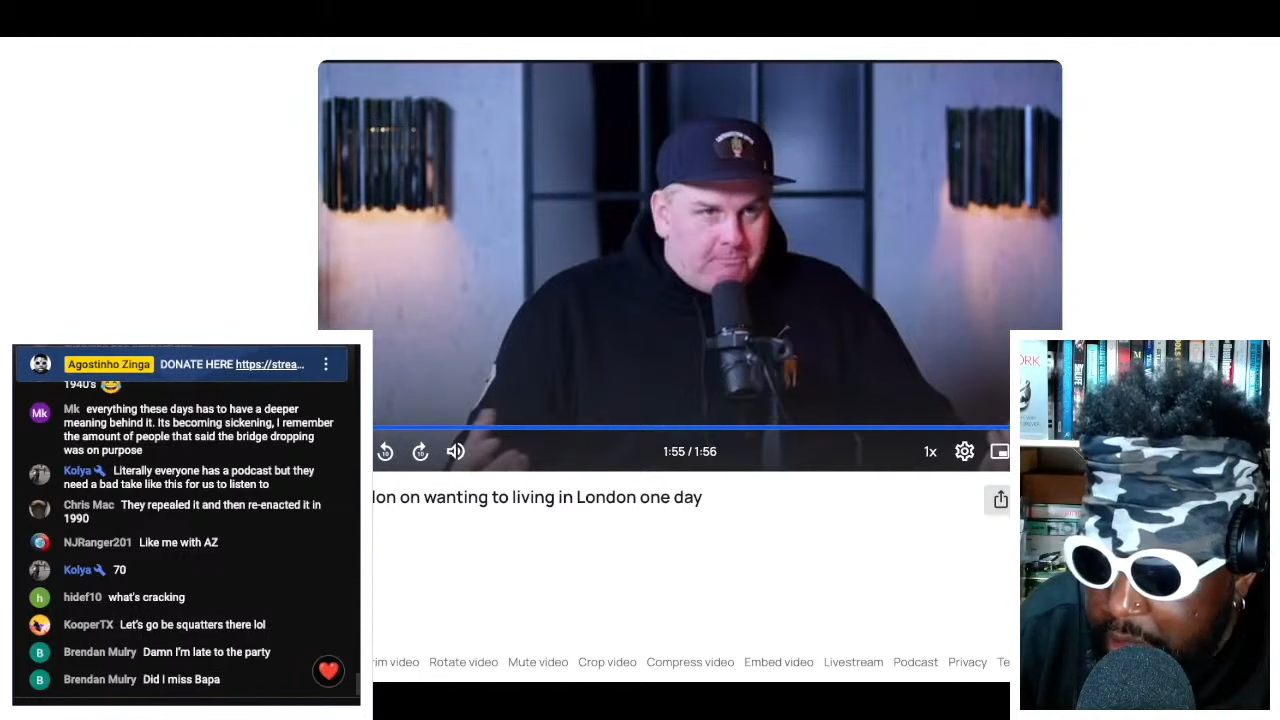 1:55 / 1:56
1x
lon on wanting to living in London one day
Agostinho Zinga DONATE HERE https://strea...
1940's 😂
Mk everything these days has to have a deeper
meaning behind it. Its becoming sickening, I remember
the amount of people that said the bridge dropping
was on purpose
Kolya Literally everyone has a podcast but they
need a bad take like this for us to listen to
Chris Mac They repealed it and then re-enacted it in
1990
NJRanger201 Like me with AZ
Kolya 70
h hidef10 what's cracking
KooperTX Let's go be squatters there lol
B Brendan Mulry Damn I'm late to the party
B Brendan Mulry Did I miss Bapa
rim video Rotate video Mute video Crop video Compress video Embed video Livestream Podcast Privacy Te
ORK